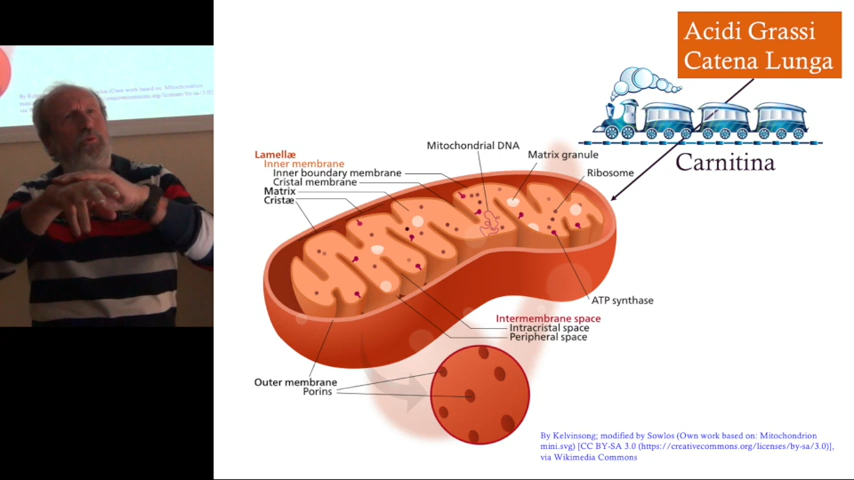 Acidi Grassi
Catena Lunga
Carnitina
Mitochondrial DNA
Matrix granule
Ribosome
Lamellæ
Inner membrane
Inner boundary membrane
Cristal membrane
Matrix
Cristæ
ATP synthase
Intermembrane space
Intracristal space
Peripheral space
Outer membrane
Porins
By Kelvinsong; modified by Sowlos (Own work based on: Mitochondrion
mini.svg) [CC BY-SA 3.0 (https://creativecommons.org/licenses/by-sa/3.0)],
via Wikimedia Commons